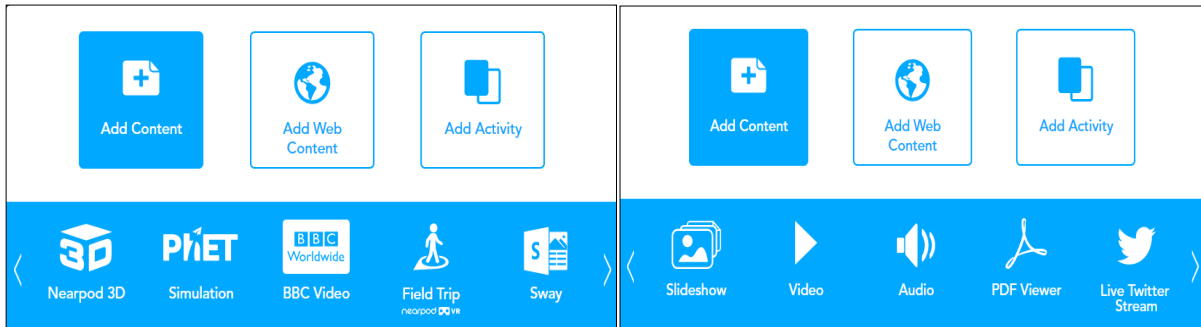 Add Content
Add Web
Content
Add Activity
3D
PhET
BBC
Worldwide
S
Nearpod 3D
Simulation
BBC Video
Field Trip
nearpod VR
Sway
Add Content
Add Web
Content
Add Activity
Slideshow
Video
Audio
PDF Viewer
Live Twitter
Stream